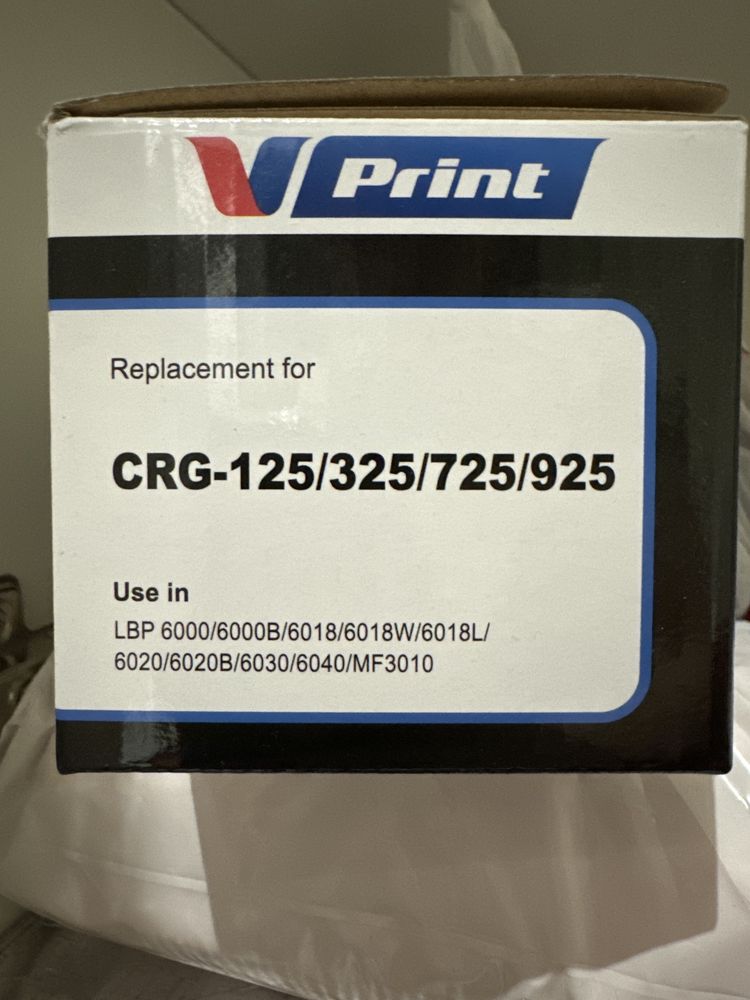 V Print
Replacement for
CRG-125/325/725/925
Use in
LBP 6000/6000B/6018/6018W/6018L/
6020/6020B/6030/6040/MF3010